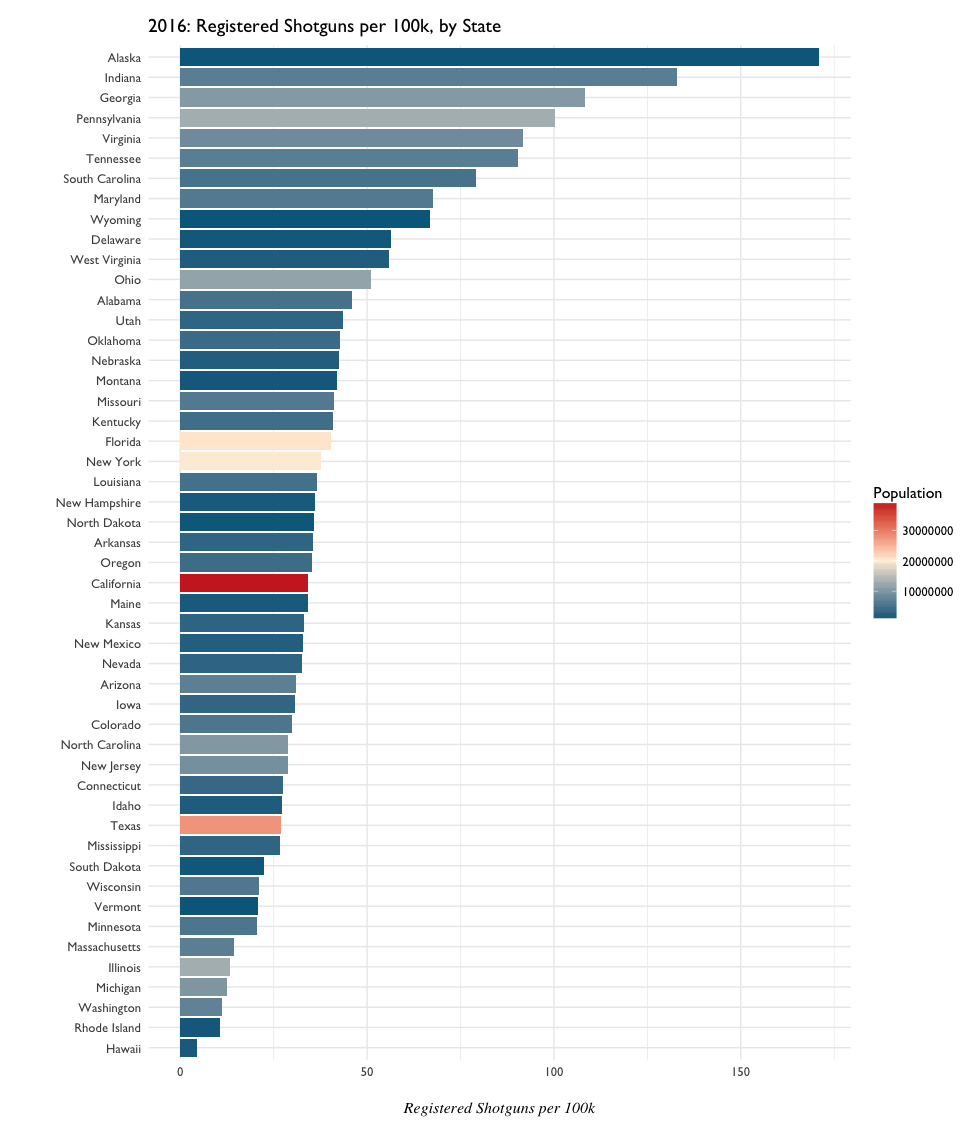 2016: Registered Shotguns per 100k, by State
Alaska
Indiana
Georgia
Pennsylvania
Virginia
Tennessee
South Carolina
Maryland
Wyoming
Delaware
West Virginia
Ohio
Alabama
Utah
Oklahoma
Nebraska
Montana
Missouri
Kentucky
Florida
New York
Louisiana
New Hampshire
North Dakota
Arkansas
Oregon
California
Maine
Kansas
New Mexico
Nevada
Arizona
Iowa
Colorado
North Carolina
New Jersey
Connecticut
Idaho
Texas
Mississippi
South Dakota
Wisconsin
Vermont
Minnesota
Massachusetts
Illinois
Michigan
Washington
Rhode Island
Hawaii
0 50 100 150
Registered Shotguns per 100k
Population
30000000
20000000
10000000